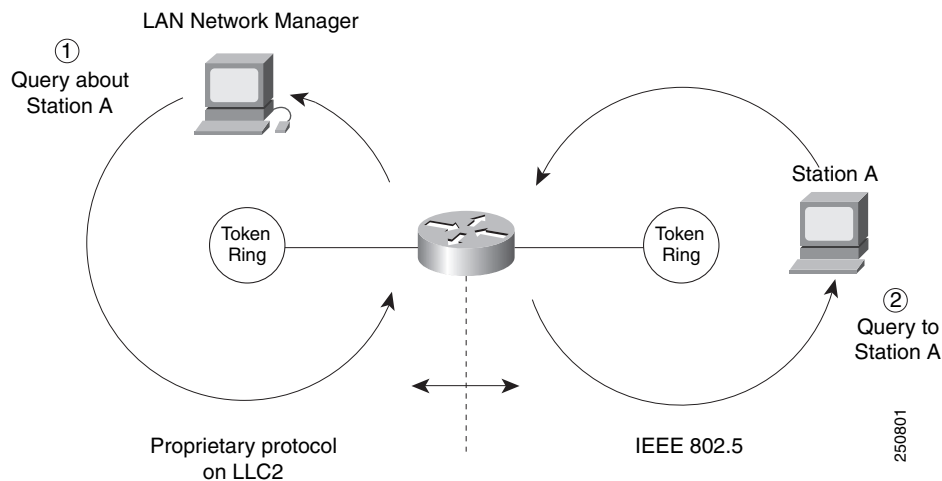 LAN Network Manager
1
Query about
Station A
Token
Ring
Proprietary protocol
on LLC2
Token
Ring
Station A
2
Query to
Station A
IEEE 802.5
250801